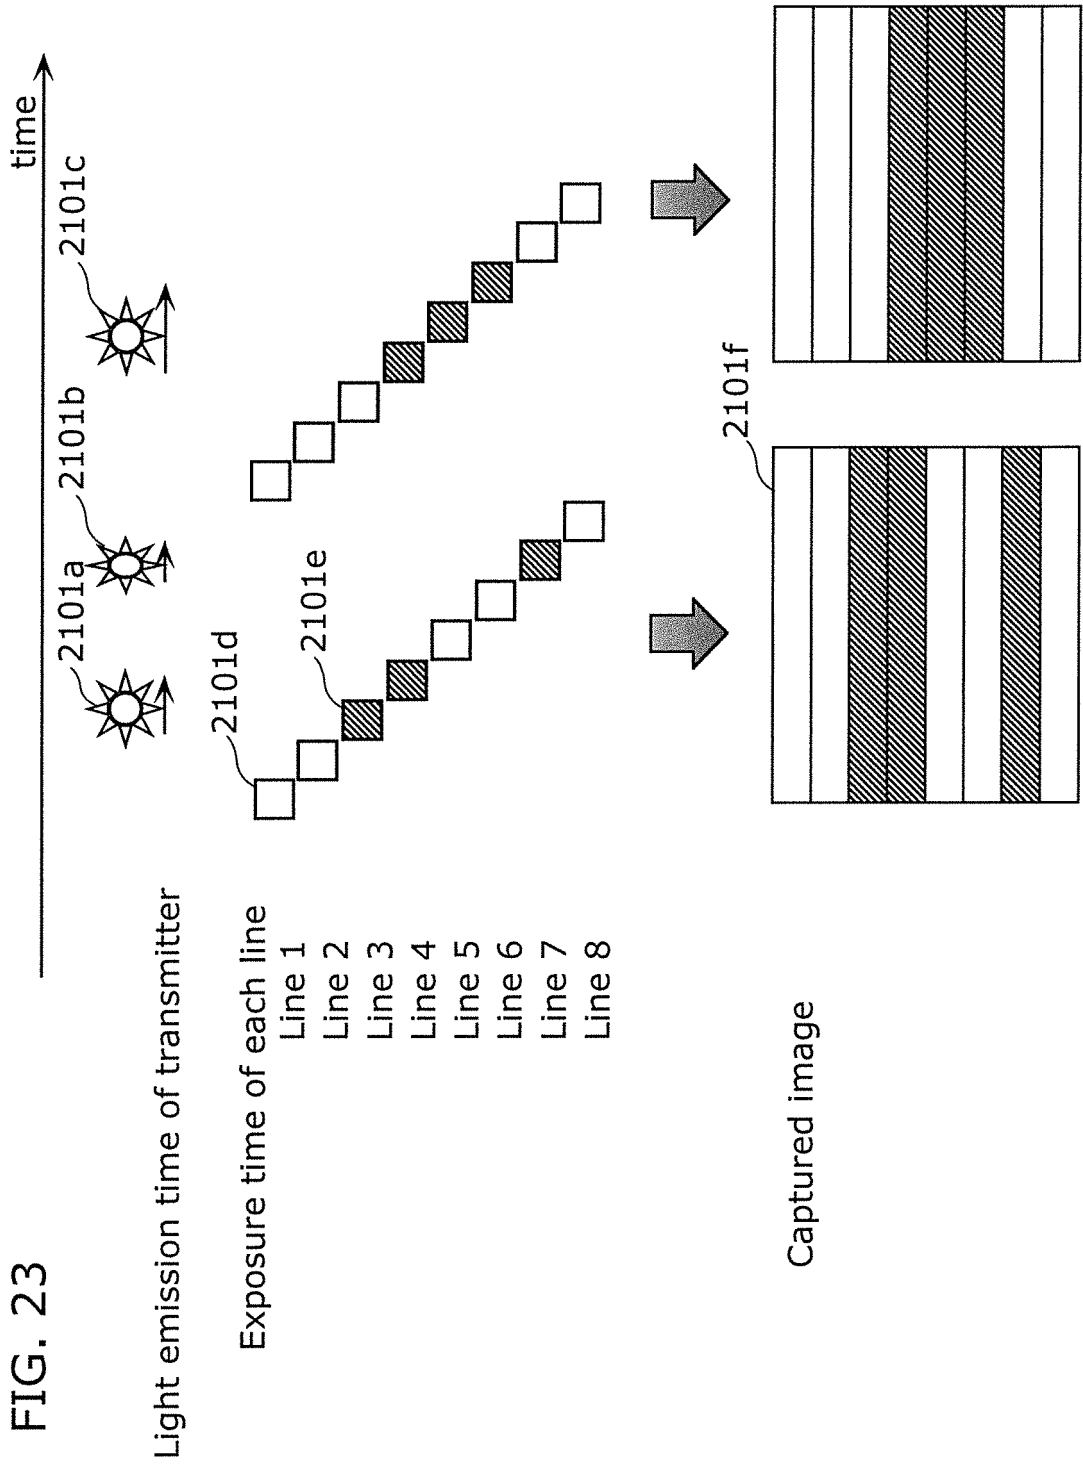 FIG. 23
time
Light emission time of transmitter
2101a
2101b
2101c
Exposure time of each line
2101d
2101e
Line 1
Line 2
Line 3
Line 4
Line 5
Line 6
Line 7
Line 8
2101f
Captured image